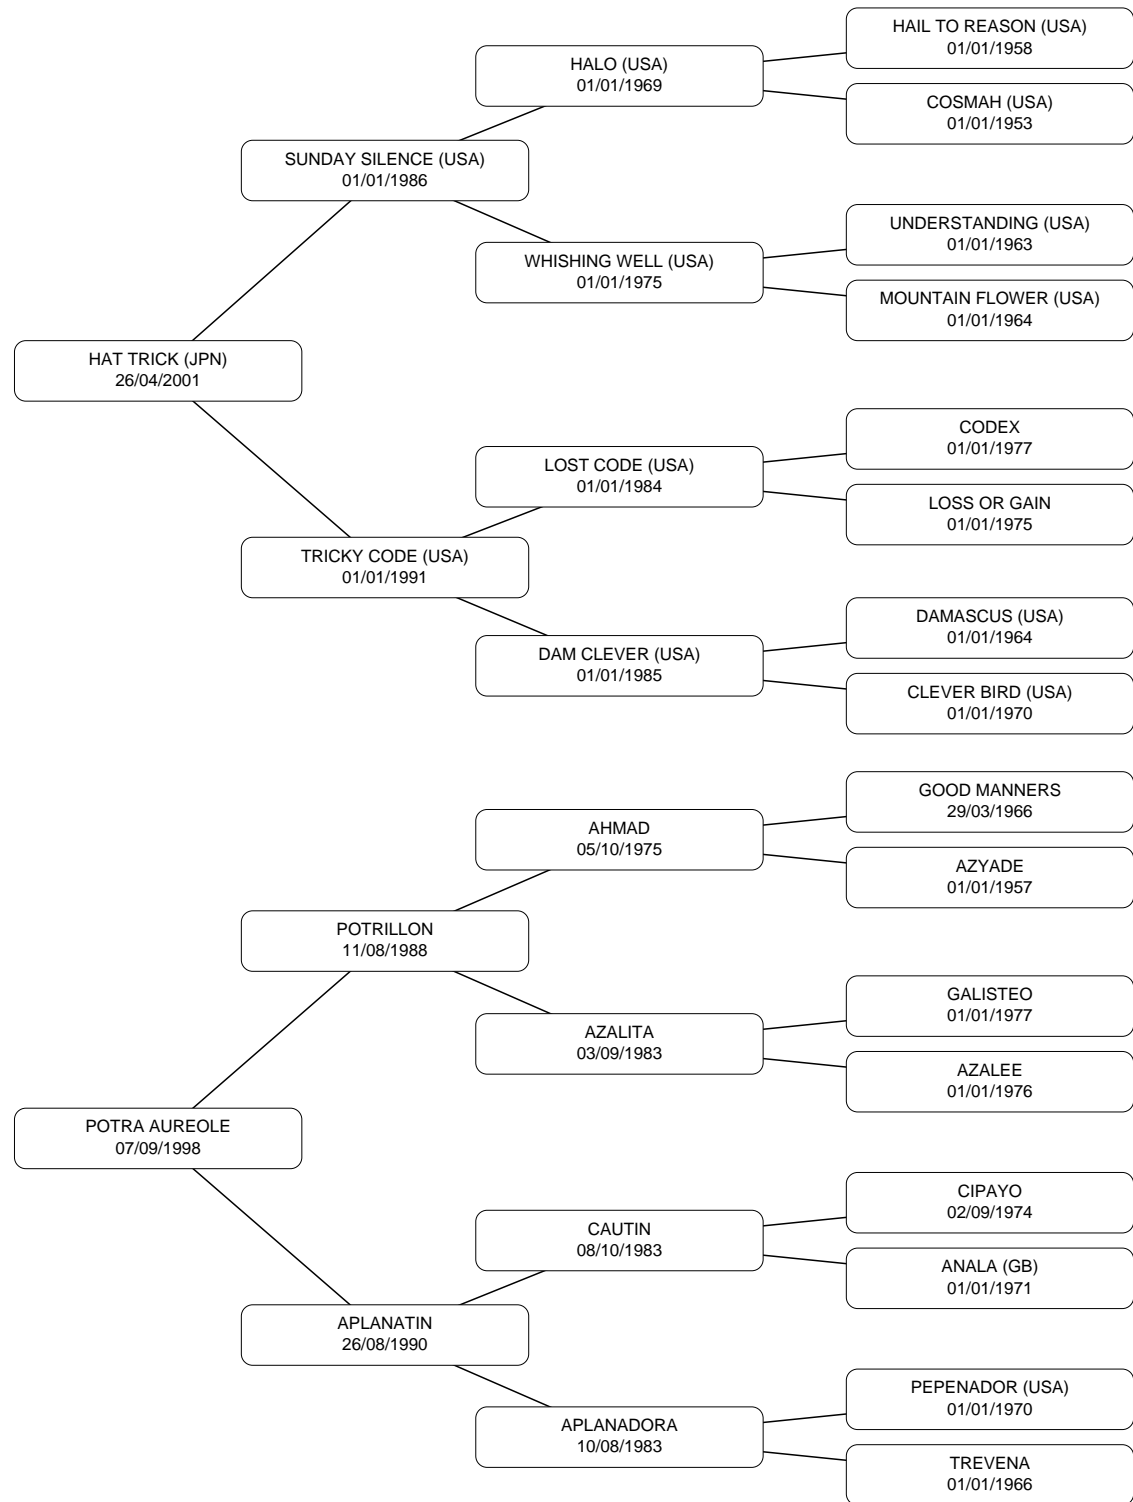 HAIL TO REASON (USA)
01/01/1958
HALO (USA)
01/01/1969
COSMAH (USA)
01/01/1953
SUNDAY SILENCE (USA)
01/01/1986
UNDERSTANDING (USA)
01/01/1963
WHISHING WELL (USA)
01/01/1975
MOUNTAIN FLOWER (USA)
01/01/1964
HAT TRICK (JPN)
26/04/2001
CODEX
01/01/1977
LOST CODE (USA)
01/01/1984
LOSS OR GAIN
01/01/1975
TRICKY CODE (USA)
01/01/1991
DAMASCUS (USA)
01/01/1964
DAM CLEVER (USA)
01/01/1985
CLEVER BIRD (USA)
01/01/1970
GOOD MANNERS
29/03/1966
AHMAD
05/10/1975
AZYADE
01/01/1957
POTRILLON
11/08/1988
GALISTEO
01/01/1977
AZALITA
03/09/1983
AZALEE
01/01/1976
POTRA AUREOLE
07/09/1998
CIPAYO
02/09/1974
CAUTIN
08/10/1983
ANALA (GB)
01/01/1971
APLANATIN
26/08/1990
PEPENADOR (USA)
01/01/1970
APLANADORA
10/08/1983
TREVENA
01/01/1966